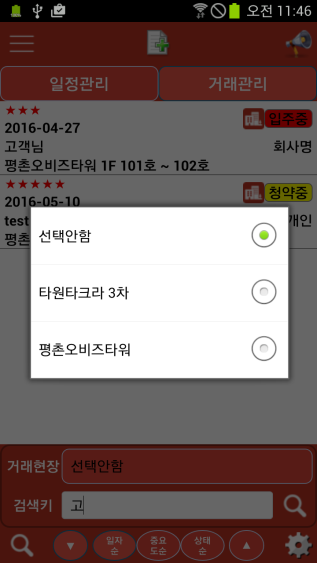 오전 11:46
일정관리 거래관리
★★★
2016-04-27 입주중
고객님 회사명
평촌오비즈타워 1F 101호 ~ 102호
★★★★★
2016-05-10 청약중
test 개인
평촌
선택안함
타원타크라 3차
평촌오비즈타워
거래현장 선택안함
검색키 고
▼ 일자순 중요도순 상태순 ▲